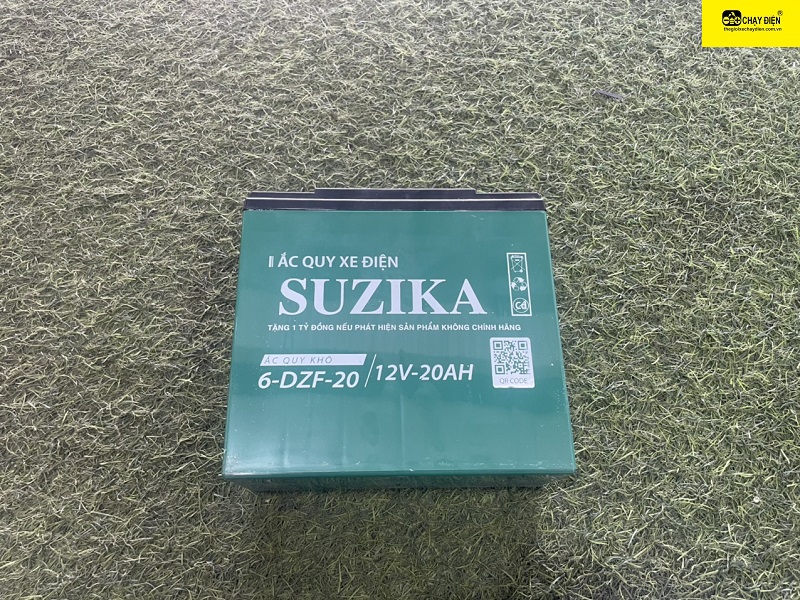 CHẠY ĐIỆN
thegioixechaydien.com.vn
ẮC QUY XE ĐIỆN
SUZIKA
TẶNG 1 TỶ ĐỒNG NẾU PHÁT HIỆN SẢN PHẨM KHÔNG CHÍNH HÃNG
Cd
ẮC QUY KHÔ
6-DZF-20/12V-20AH
QR CODE